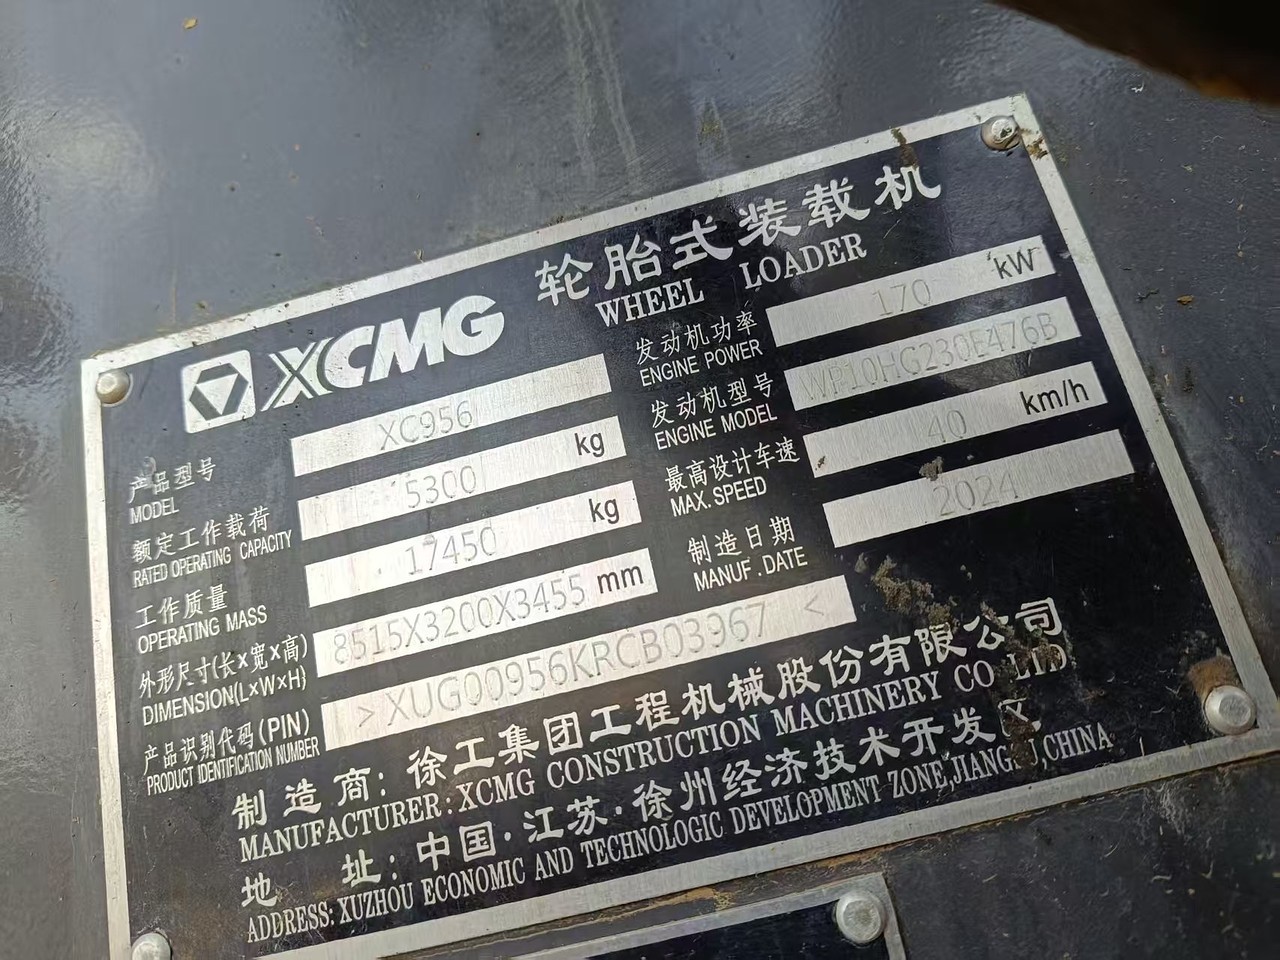 XCMG
轮胎式装载机
WHEEL LOADER
产品型号
MODEL
XC956
额定工作载荷
RATED OPERATING CAPACITY
5300 kg
工作质量
OPERATING MASS
17450 kg
外形尺寸(长×宽×高)
DIMENSION(L×W×H)
8515X3200X3455 mm
产品识别代码(PIN)
PRODUCT IDENTIFICATION NUMBER
> XUG00956KRCB03967 <
发动机功率
ENGINE POWER
170 kW
发动机型号
ENGINE MODEL
WP10HG230E476B
最高设计车速
MAX. SPEED
40 km/h
制造日期
MANUF. DATE
2024
制造商:徐工集团工程机械股份有限公司
MANUFACTURER:XCMG CONSTRUCTION MACHINERY CO LTD
地 址:中国·江苏·徐州经济技术开发区
ADDRESS:XUZHOU ECONOMIC AND TECHNOLOGIC DEVELOPMENT ZONE,JIANGSU,CHINA